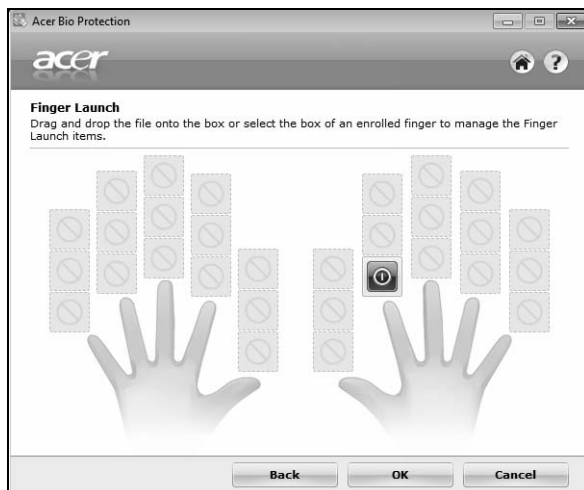 Acer Bio Protection
acer
?
Finger Launch
Drag and drop the file onto the box or select the box of an enrolled finger to manage the Finger
Launch items.
Back OK Cancel